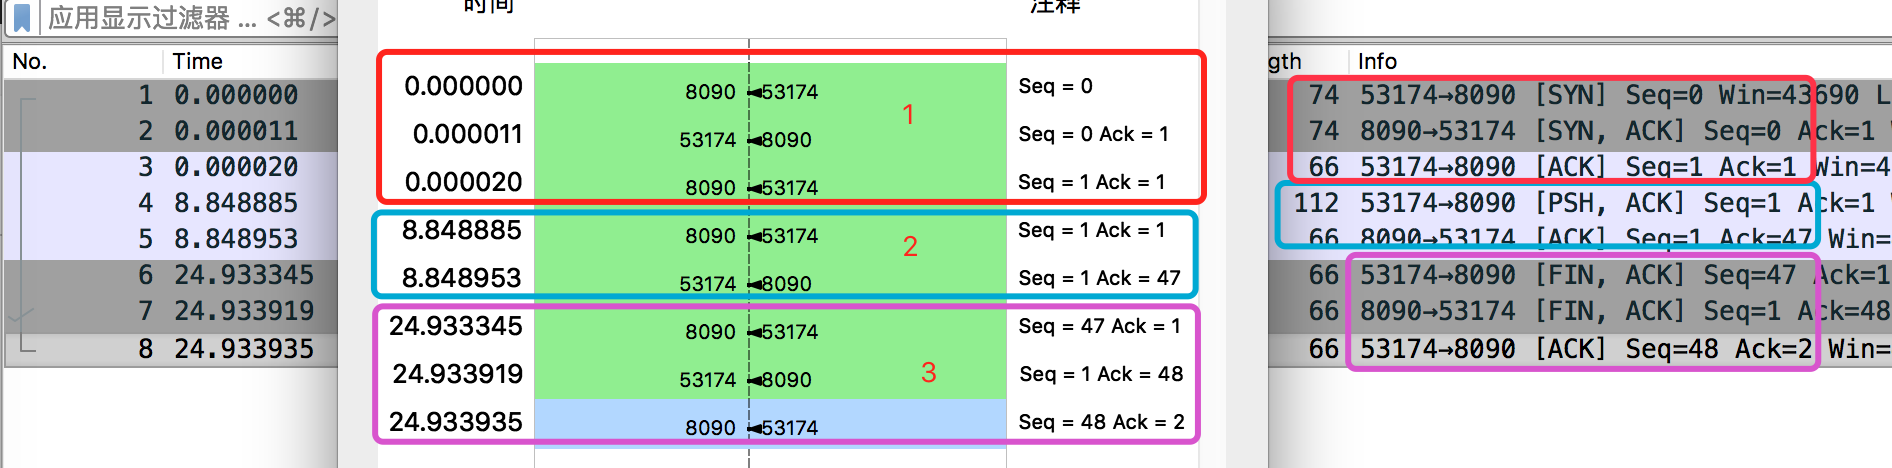 应用显示过滤器 ... <⌘/>
No. Time
1 0.000000
2 0.000011
3 0.000020
4 8.848885
5 8.848953
6 24.933345
7 24.933919
8 24.933935
时间 注释
0.000000 8090 53174 Seq = 0
0.000011 53174 8090 Seq = 0 Ack = 1
0.000020 8090 53174 Seq = 1 Ack = 1
1
8.848885 8090 53174 Seq = 1 Ack = 1
8.848953 53174 8090 Seq = 1 Ack = 47
2
24.933345 8090 53174 Seq = 47 Ack = 1
24.933919 53174 8090 Seq = 1 Ack = 48
24.933935 8090 53174 Seq = 48 Ack = 2
3
gth Info
74 53174→8090 [SYN] Seq=0 Win=43690 L
74 8090→53174 [SYN, ACK] Seq=0 Ack=1
66 53174→8090 [ACK] Seq=1 Ack=1 Win=4
112 53174→8090 [PSH, ACK] Seq=1 Ack=1
66 8090→53174 [ACK] Seq=1 Ack=47 Win=
66 53174→8090 [FIN, ACK] Seq=47 Ack=1
66 8090→53174 [FIN, ACK] Seq=1 Ack=48
66 53174→8090 [ACK] Seq=48 Ack=2 Win=